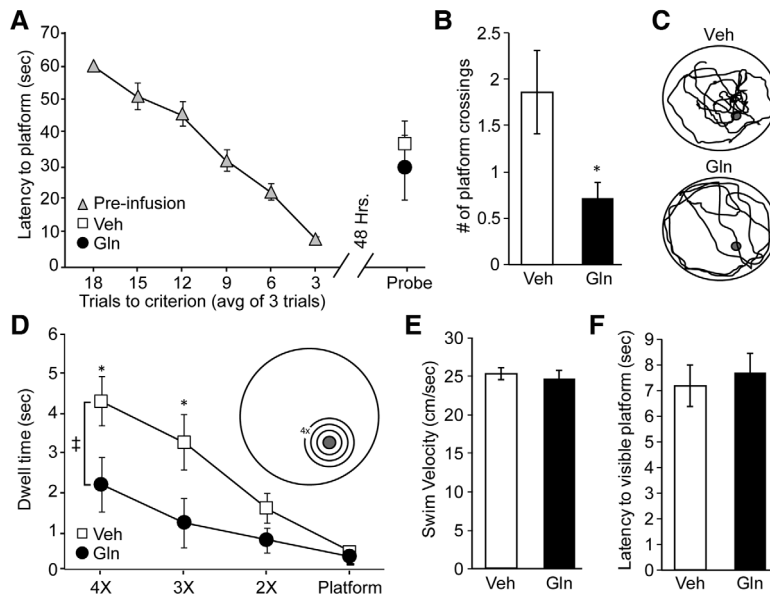 A
Latency to platform (sec)
70
60
50
40
30
20
10
0
Pre-infusion
Veh
Gln
18
15
12
9
6
3
48 Hrs.
Probe
Trials to criterion (avg of 3 trials)
B
# of platform crossings
2.5
2
1.5
1
0.5
0
*
Veh
Gln
C
Veh
Gln
D
Dwell time (sec)
6
5
4
3
2
1
0
*
*
‡
4x
Veh
Gln
4X
3X
2X
Platform
E
Swim Velocity (cm/sec)
30
25
20
15
10
5
0
Veh
Gln
F
Latency to visible platform (sec)
9
8
7
6
5
4
3
2
1
0
Veh
Gln